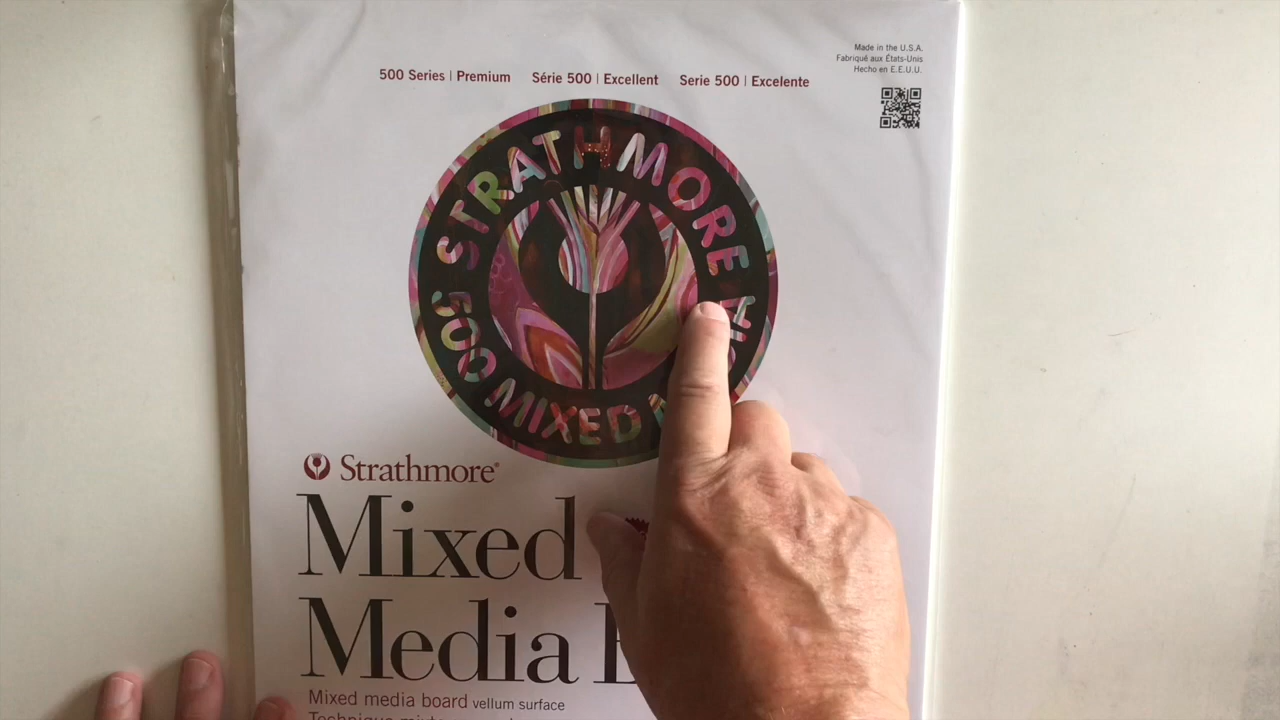 Made in the U.S.A.
Fabriqué aux États-Unis
Hecho en E.E.U.U.
500 Series | Premium Série 500 | Excellent Serie 500 | Excelente
STRATHMORE
500 MIXED
Strathmore®
Mixed
Media
Mixed media board vellum surface